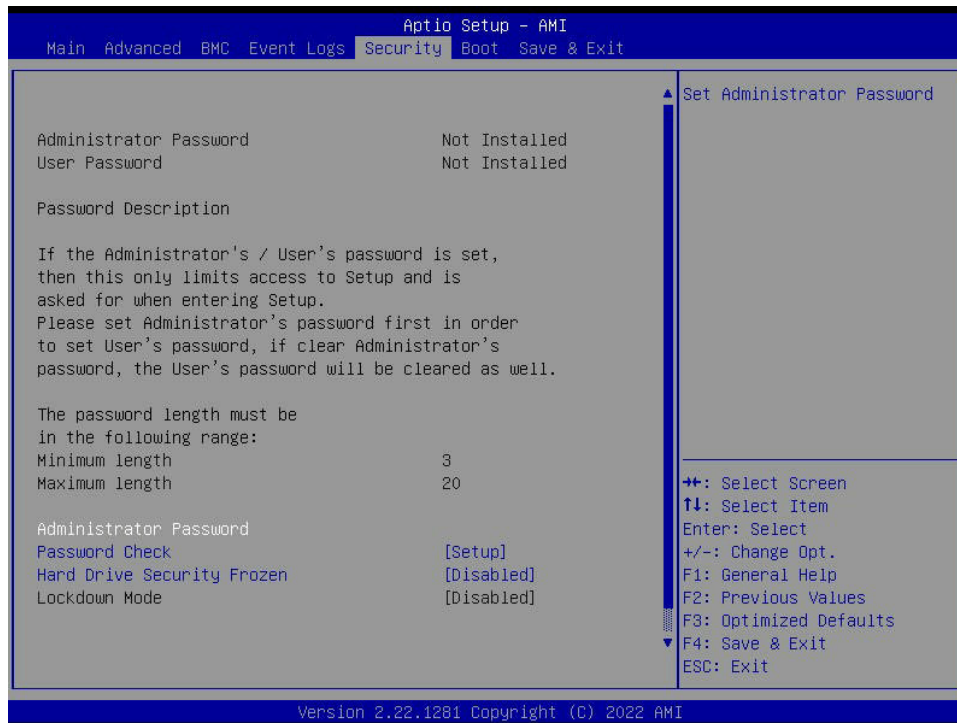 Aptio Setup – AMI
Main Advanced BMC Event Logs Security Boot Save & Exit
Set Administrator Password
Administrator Password Not Installed
User Password Not Installed
Password Description
If the Administrator's / User's password is set,
then this only limits access to Setup and is
asked for when entering Setup.
Please set Administrator's password first in order
to set User's password, if clear Administrator's
password, the User's password will be cleared as well.
The password length must be
in the following range:
Minimum length 3
Maximum length 20
Administrator Password
Password Check [Setup]
Hard Drive Security Frozen [Disabled]
Lockdown Mode [Disabled]
→←: Select Screen
↑↓: Select Item
Enter: Select
+/-: Change Opt.
F1: General Help
F2: Previous Values
F3: Optimized Defaults
F4: Save & Exit
ESC: Exit
Version 2.22.1281 Copyright (C) 2022 AMI